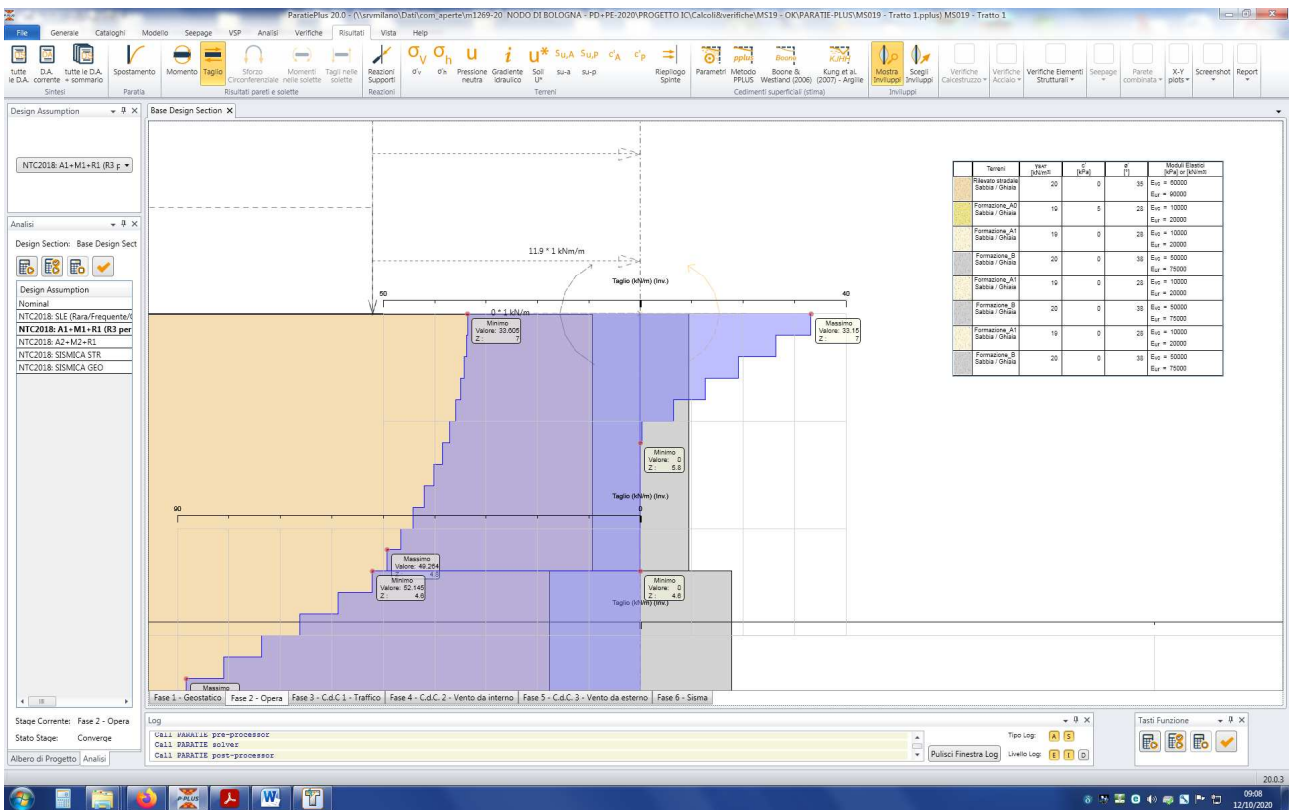 ParatiePlus 20.0 - (\\srvmilano\Dati\com_aperte\m1269-20 NODO DI BOLOGNA - PD+PE-2020\PROGETTO IC\Calcoli&verifiche\MS19 - OK\PARATIE-PLUS\MS019 - Tratto 1.pplus) MS019 - Tratto 1
File Generale Cataloghi Modello Seepage VSP Analisi Verifiche Risultati Vista Help
σV σh u i U* Su,A Su,P c'A c'p pplus Boone K./Hi{
tutte le D.A. D.A. corrente tutte le D.A. + sommario Spostamento Momento Taglio Sforzo Circonferenziale Momenti nelle solette Tagli nelle solette Reazioni Supporti σ'v σ'h Pressione neutra Gradiente idraulico Soil U* su-a su-p Riepilogo Spinte Parametri Metodo PPLUS Boone & Westland (2006) Kung et al. (2007) - Argille Mostra Inviluppi Scegli Inviluppi Verifiche Calcestruzzo Verifiche Acciaio Verifiche Elementi Strutturali Seepage Parete combinata X-Y plots Screenshot Report
Sintesi Paratia Risultati pareti e solette Reazioni Terreni Cedimenti superficiali (stima) Inviluppi
Design Assumption
NTC2018: A1+M1+R1 (R3 p
Analisi
Design Section: Base Design Sect
Design Assumption
Nominal
NTC2018: SLE (Rara/Frequente/
NTC2018: A1+M1+R1 (R3 per
NTC2018: A2+M2+R1
NTC2018: SISMICA STR
NTC2018: SISMICA GEO
Stage Corrente: Fase 2 - Opera
Stato Stage: Converge
Albero di Progetto Analisi
Base Design Section X
11.9 * 1 kNm/m
Taglio (kN/m) (Inv.)
50 40
0 * 1 kN/m
Minimo
Valore: 33.605
Z : 7
Massimo
Valore: 33.15
Z : 7
Minimo
Valore: 0
Z : 5.8
Taglio (kN/m) (Inv.)
90 0
Massimo
Valore: 49.264
Z : 4.8
Minimo
Valore: 52.145
Z : 4.6
Minimo
Valore: 0
Z : 4.6
Taglio (kN/m) (Inv.)
Massimo
Terreni γSAT [kN/m³] c' [kPa] ø' [°] Moduli Elastici [kPa] or [kN/m³]
Rilevato stradale Sabbia / Ghiaia 20 0 35 Evc = 60000 Eur = 90000
Formazione_A0 Sabbia / Ghiaia 19 5 28 Evc = 10000 Eur = 20000
Formazione_A1 Sabbia / Ghiaia 19 0 28 Evc = 10000 Eur = 20000
Formazione_B Sabbia / Ghiaia 20 0 38 Evc = 50000 Eur = 75000
Formazione_A1 Sabbia / Ghiaia 19 0 28 Evc = 10000 Eur = 20000
Formazione_B Sabbia / Ghiaia 20 0 38 Evc = 50000 Eur = 75000
Formazione_A1 Sabbia / Ghiaia 19 0 28 Evc = 10000 Eur = 20000
Formazione_B Sabbia / Ghiaia 20 0 38 Evc = 50000 Eur = 75000
Fase 1 - Geostatico Fase 2 - Opera Fase 3 - C.d.C 1 - Traffico Fase 4 - C.d.C. 2 - Vento da interno Fase 5 - C.d.C. 3 - Vento da esterno Fase 6 - Sisma
Log
Call PARATIE pre-processor
Call PARATIE solver
Call PARATIE post-processor
Pulisci Finestra Log
Tipo Log: A S
Livello Log: E I D
Tasti Funzione
20.0.3
P-PLUS
09:08
12/10/2020